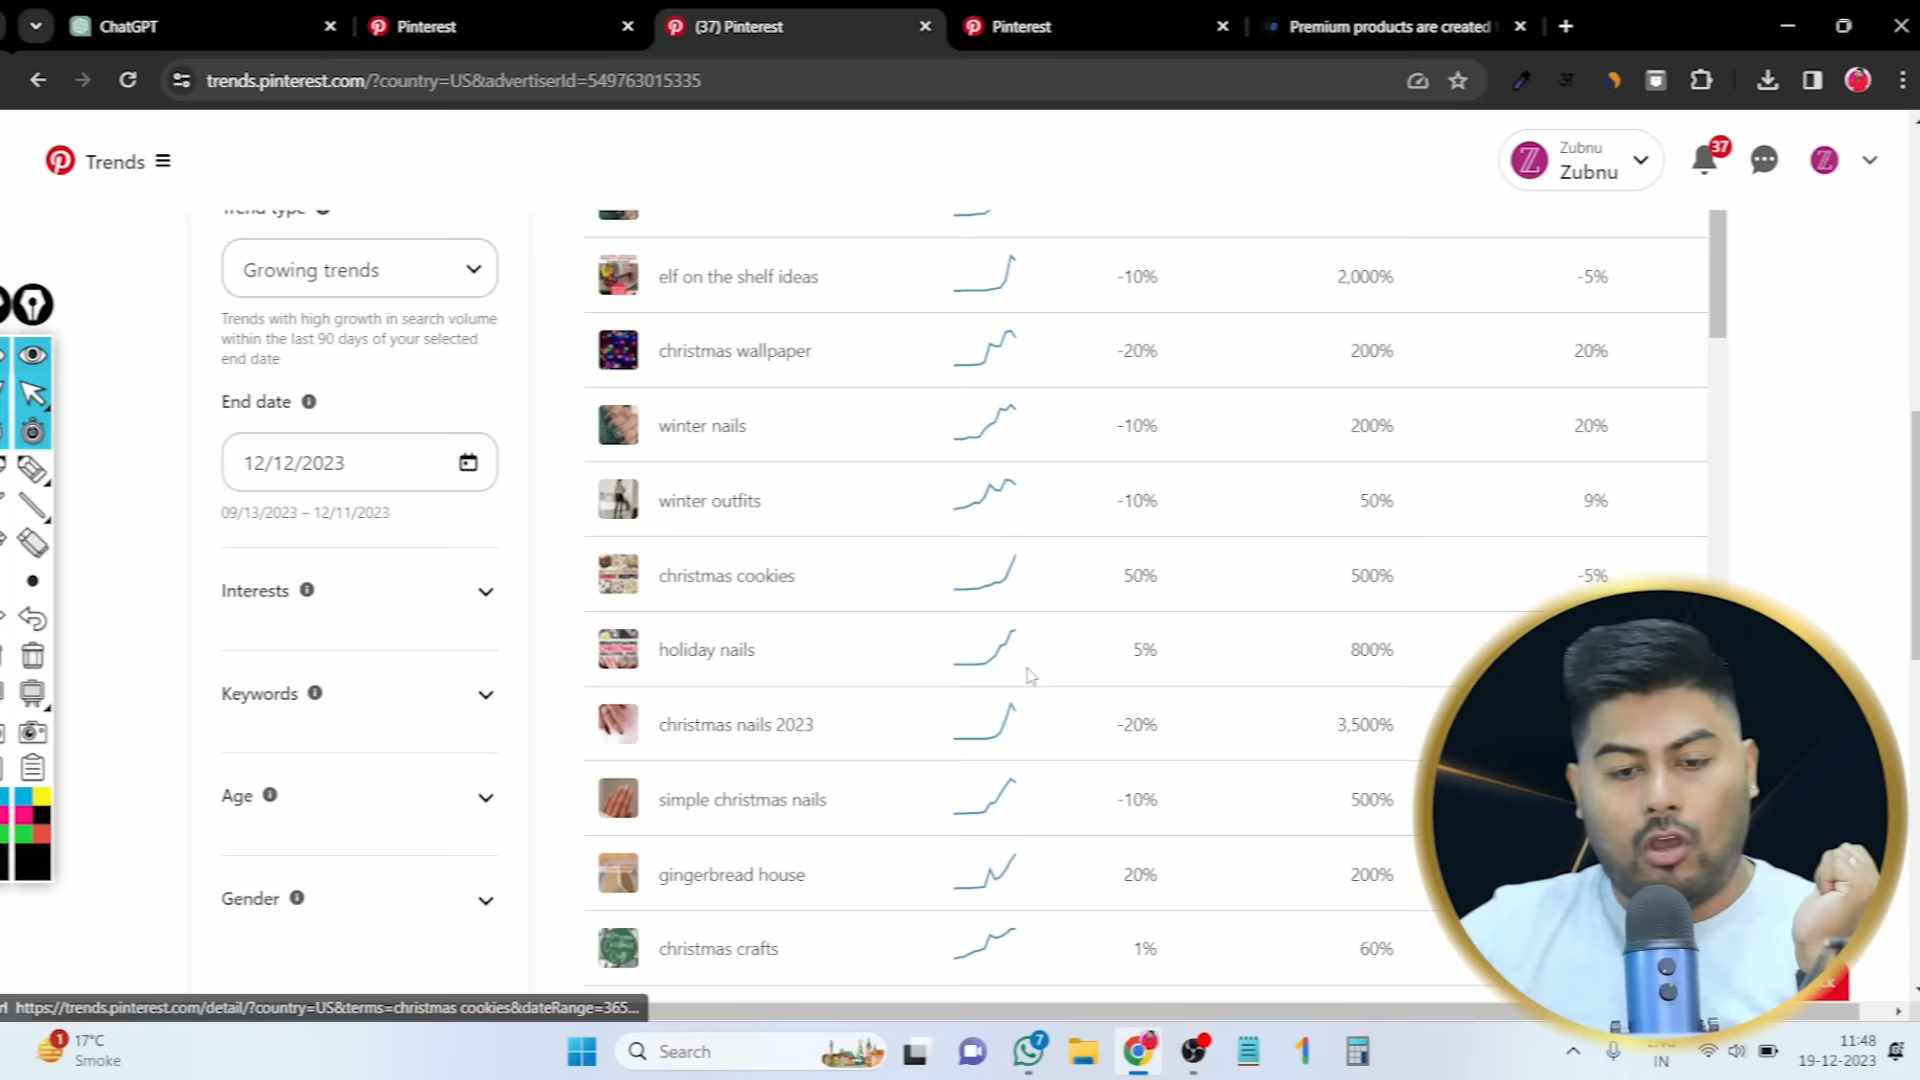 ChatGPT
Pinterest
(37) Pinterest
Pinterest
Premium products are created
trends.pinterest.com/?country=US&advertiserId=549763015335
Trends
Zubnu
Zubnu
37
Trend type
Growing trends
Trends with high growth in search volume
within the last 90 days of your selected
end date
End date
12/12/2023
09/13/2023 – 12/11/2023
Interests
Keywords
Age
Gender
elf on the shelf ideas -10% 2,000% -5%
christmas wallpaper -20% 200% 20%
winter nails -10% 200% 20%
winter outfits -10% 50% 9%
christmas cookies 50% 500% -5%
holiday nails 5% 800%
christmas nails 2023 -20% 3,500%
simple christmas nails -10% 500%
gingerbread house 20% 200%
christmas crafts 1% 60%
https://trends.pinterest.com/detail/?country=US&terms=christmas cookies&dateRange=365...
1
17°C
Smoke
Search
7
IN
11:48
19-12-2023